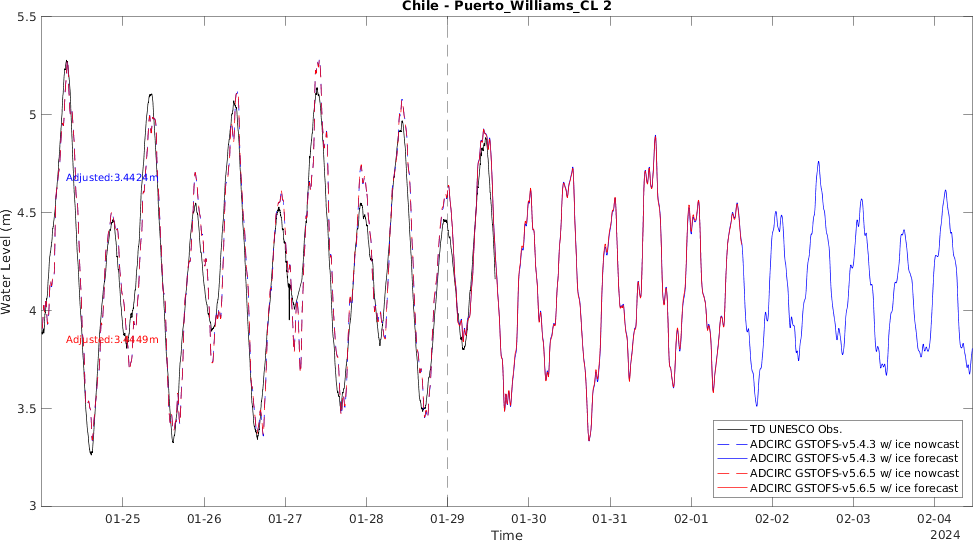 Chile - Puerto_Williams_CL 2
5.5
5
4.5
4
3.5
3
Water Level (m)
Adjusted:3.4424m
Adjusted:3.4449m
TD UNESCO Obs.
ADCIRC GSTOFS-v5.4.3 w/ ice nowcast
ADCIRC GSTOFS-v5.4.3 w/ ice forecast
ADCIRC GSTOFS-v5.6.5 w/ ice nowcast
ADCIRC GSTOFS-v5.6.5 w/ ice forecast
01-25 01-26 01-27 01-28 01-29 01-30 01-31 02-01 02-02 02-03 02-04
Time
2024